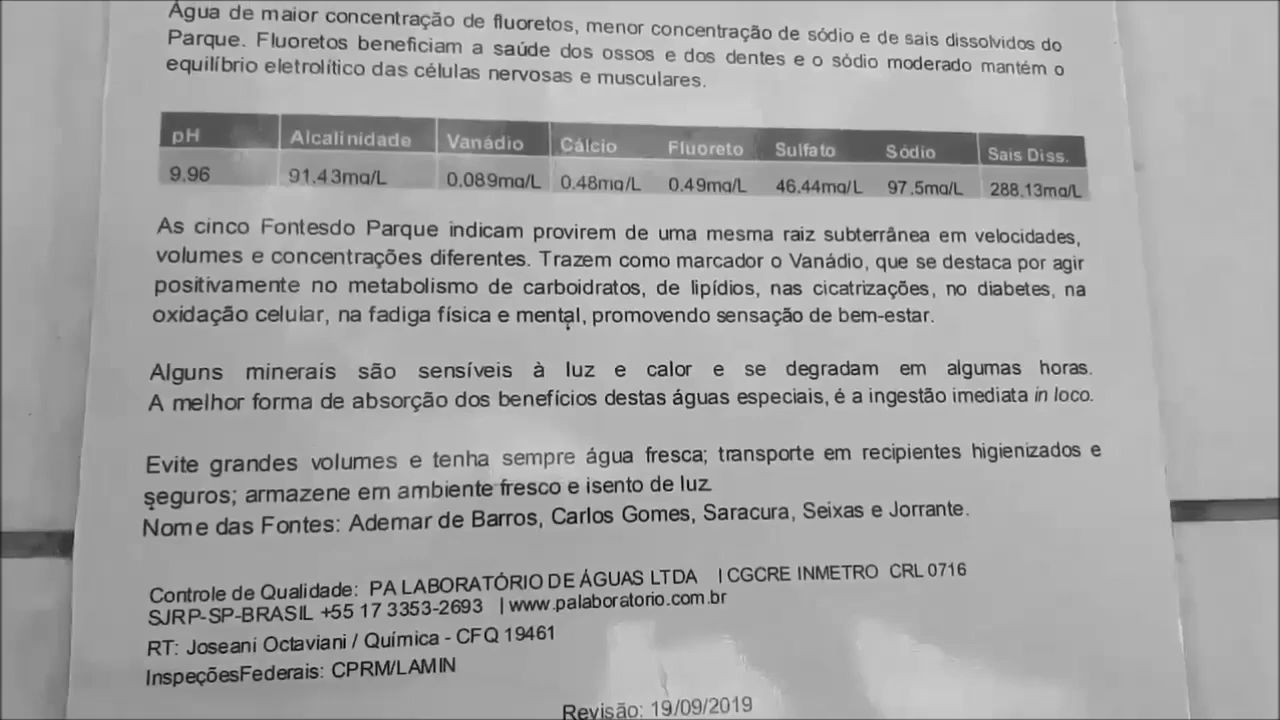 Água de maior concentração de fluoretos, menor concentração de sódio e de sais dissolvidos do
Parque. Fluoretos beneficiam a saúde dos ossos e dos dentes e o sódio moderado mantém o
equilíbrio eletrolítico das células nervosas e musculares.
pH Alcalinidade Vanádio Cálcio Fluoreto Sulfato Sódio Sais Diss.
9,96 91,43mg/L 0,089mg/L 0,48mg/L 0,49mg/L 46,44mg/L 97,5mg/L 288,13mg/L
As cinco Fontesdo Parque indicam provirem de uma mesma raiz subterrânea em velocidades,
volumes e concentrações diferentes. Trazem como marcador o Vanádio, que se destaca por agir
positivamente no metabolismo de carboidratos, de lipídios, nas cicatrizações, no diabetes, na
oxidação celular, na fadiga física e mental, promovendo sensação de bem-estar.
Alguns minerais são sensíveis à luz e calor e se degradam em algumas horas.
A melhor forma de absorção dos benefícios destas águas especiais, é a ingestão imediata in loco.
Evite grandes volumes e tenha sempre água fresca; transporte em recipientes higienizados e
seguros; armazene em ambiente fresco e isento de luz
Nome das Fontes: Ademar de Barros, Carlos Gomes, Saracura, Seixas e Jorrante.
Controle de Qualidade: PA LABORATÓRIO DE ÁGUAS LTDA | CGCRE INMETRO CRL 0716
SJRP-SP-BRASIL +55 17 3353-2693 | www.palaboratorio.com.br
RT: Joseani Octaviani / Química - CFQ 19461
InspeçõesFederais: CPRM/LAMIN
Revisão: 19/09/2019